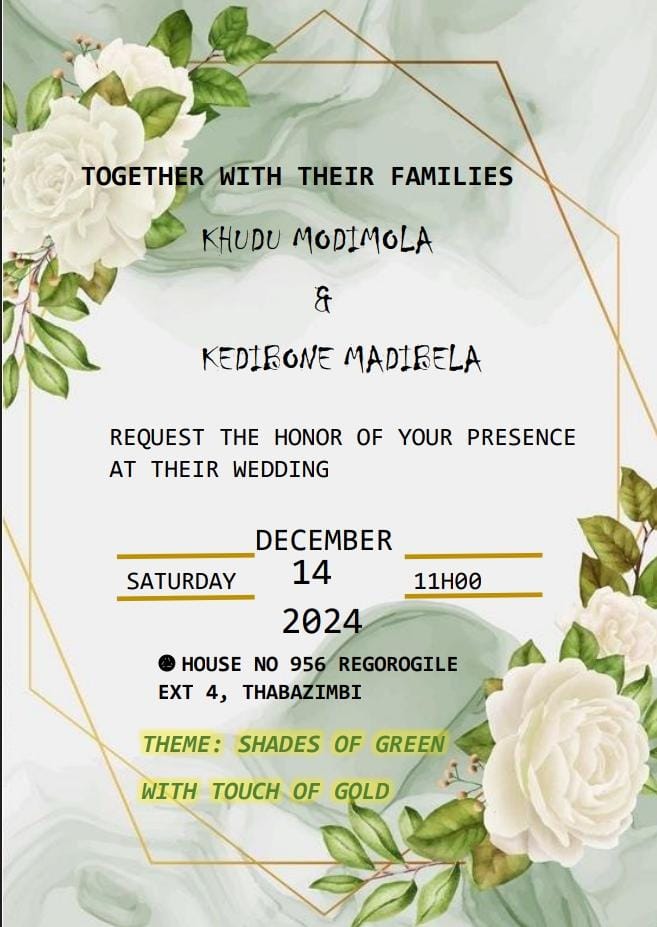 TOGETHER WITH THEIR FAMILIES
KHUDU MODIMOLA
&
KEDIBONE MADIBELA
REQUEST THE HONOR OF YOUR PRESENCE
AT THEIR WEDDING
DECEMBER
SATURDAY 14 11H00
2024
HOUSE NO 956 REGOROGILE
EXT 4, THABAZIMBI
THEME: SHADES OF GREEN
WITH TOUCH OF GOLD